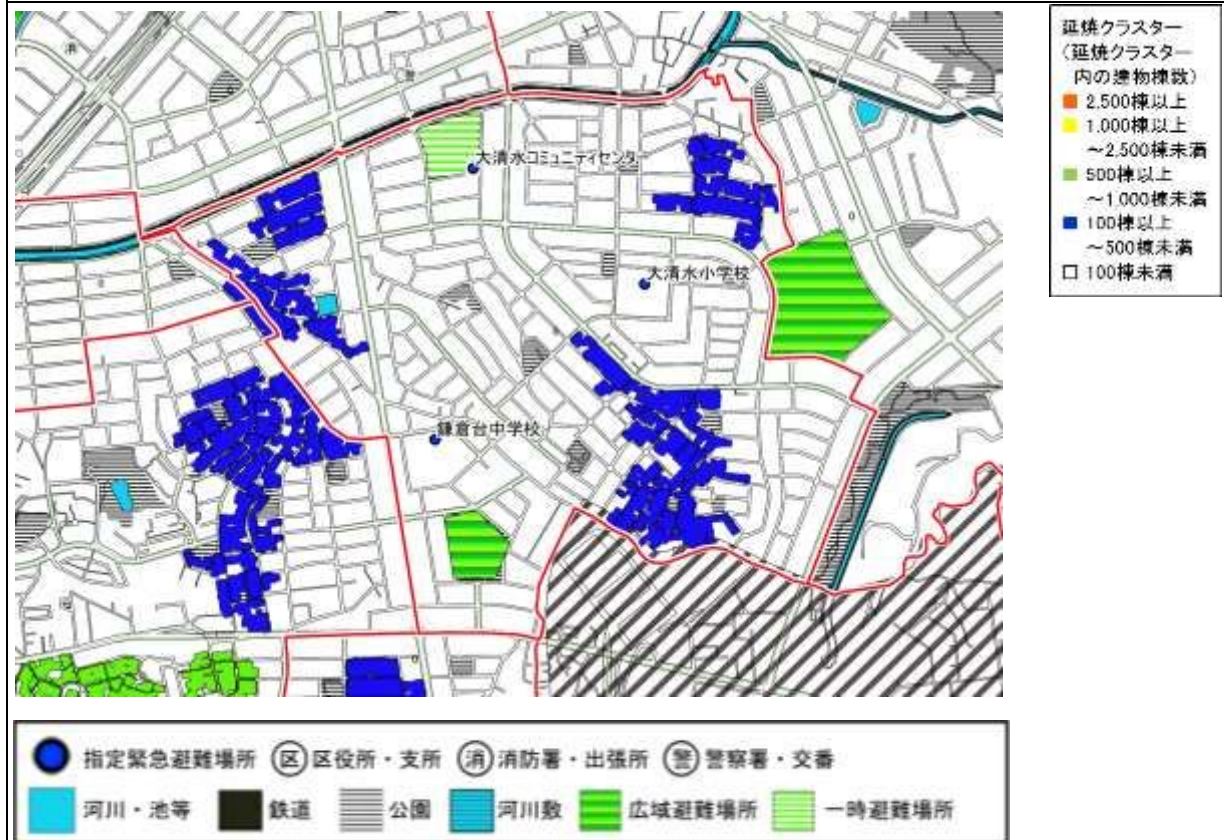 延焼クラスター
(延焼クラスター
内の建物棟数)
2,500棟以上
1,000棟以上
～2,500棟未満
500棟以上
～1,000棟未満
100棟以上
～500棟未満
100棟未満
消
大清水コミュニティセンター
大清水小学校
鎌倉台中学校
指定緊急避難場所 区 区役所・支所 消 消防署・出張所 警 警察署・交番
河川・池等 鉄道 公園 河川敷 広域避難場所 一時避難場所